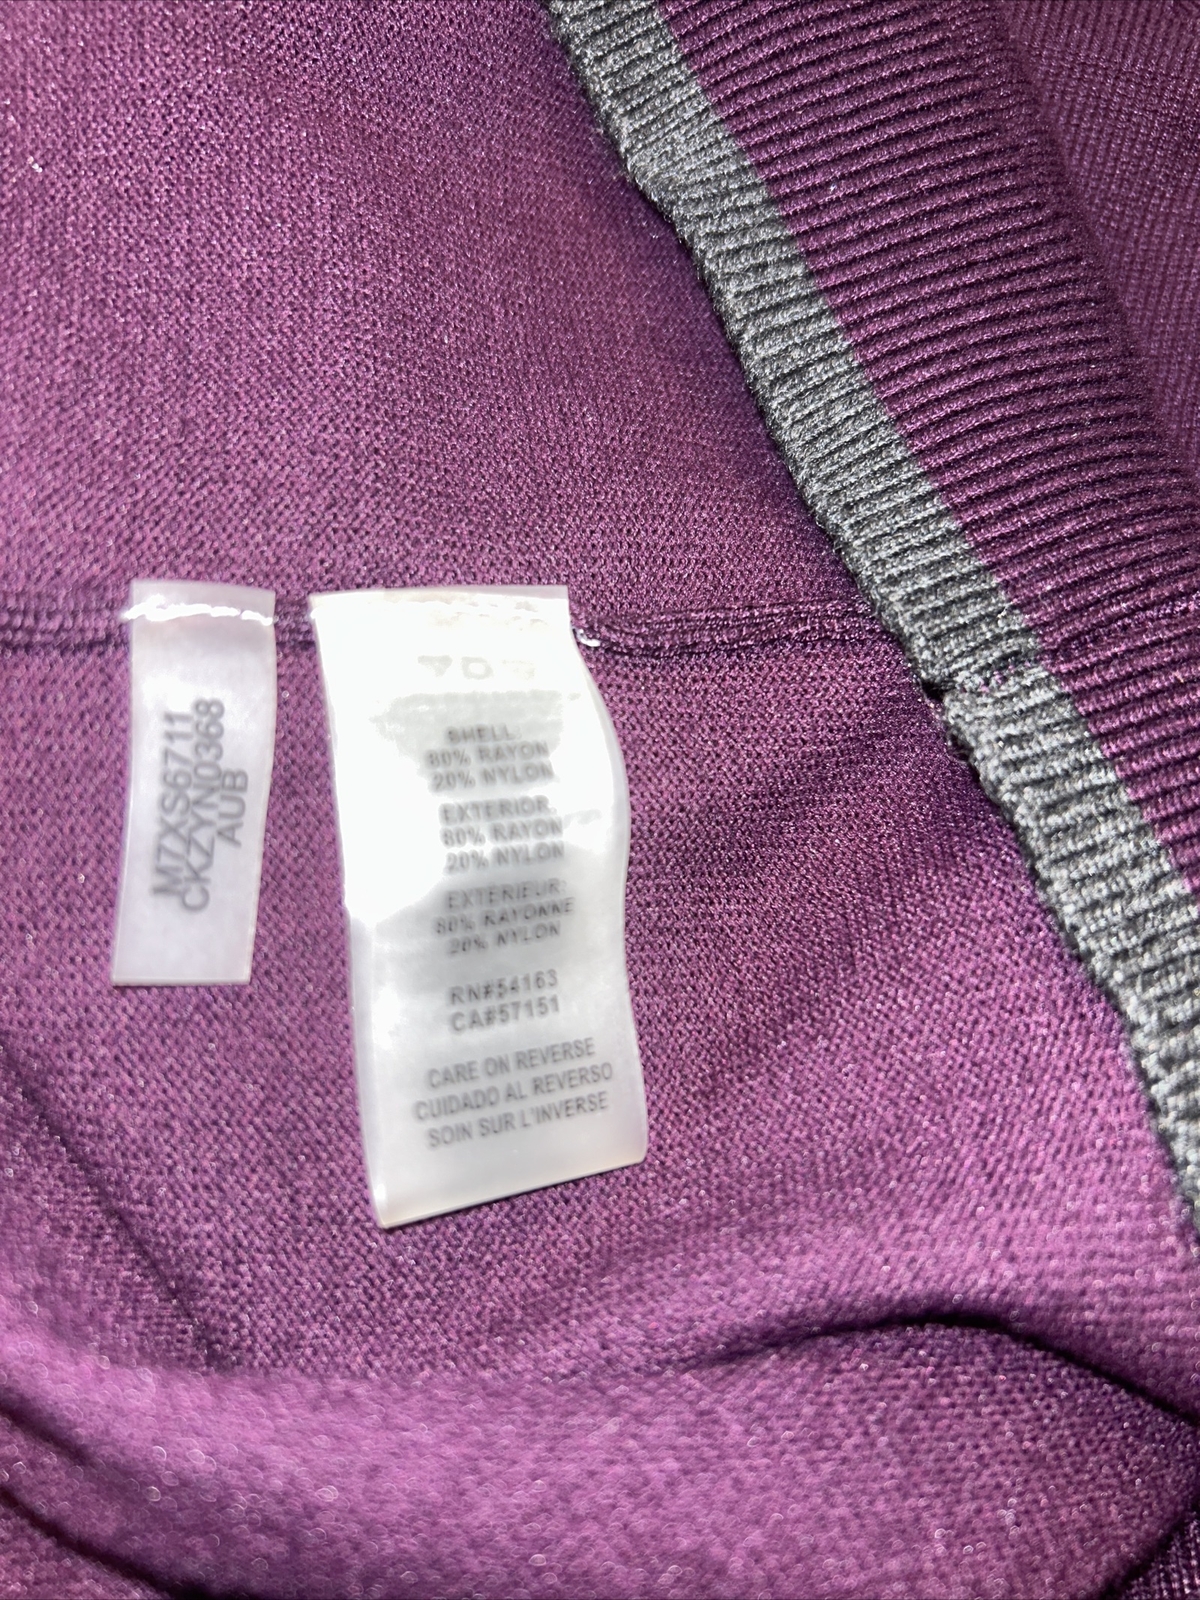 M7XS6711
CKZYN0368
AUB
SHELL:
80% RAYON
20% NYLON
EXTERIOR:
80% RAYON
20% NYLON
EXTÉRIEUR:
80% RAYONNE
20% NYLON
RN#54163
CA#57151
CARE ON REVERSE
CUIDADO AL REVERSO
SOIN SUR L'INVERSE